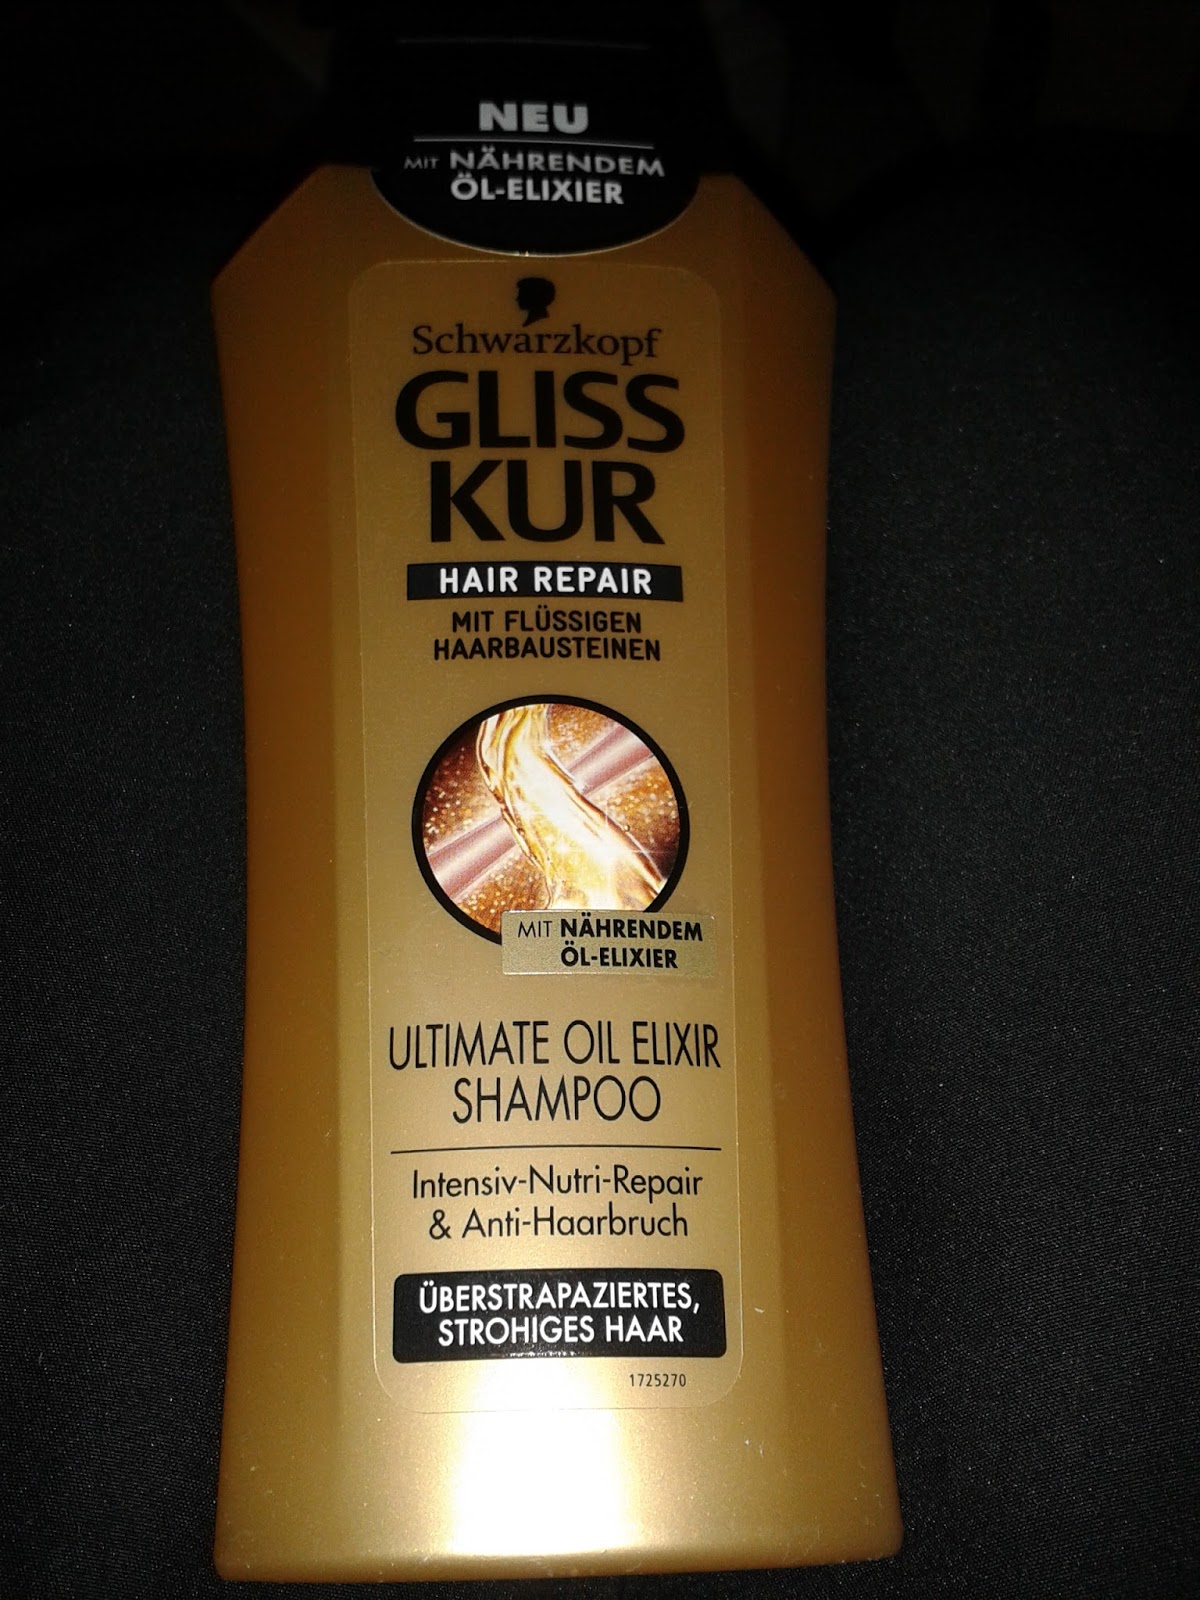 NEU
MIT NÄHRENDEM
ÖL-ELIXIER
Schwarzkopf
GLISS
KUR
HAIR REPAIR
MIT FLÜSSIGEN
HAARBAUSTEINEN
MIT NÄHRENDEM
ÖL-ELIXIER
ULTIMATE OIL ELIXIR
SHAMPOO
Intensiv-Nutri-Repair
& Anti-Haarbruch
ÜBERSTRAPAZIERTES,
STROHIGES HAAR
1725270